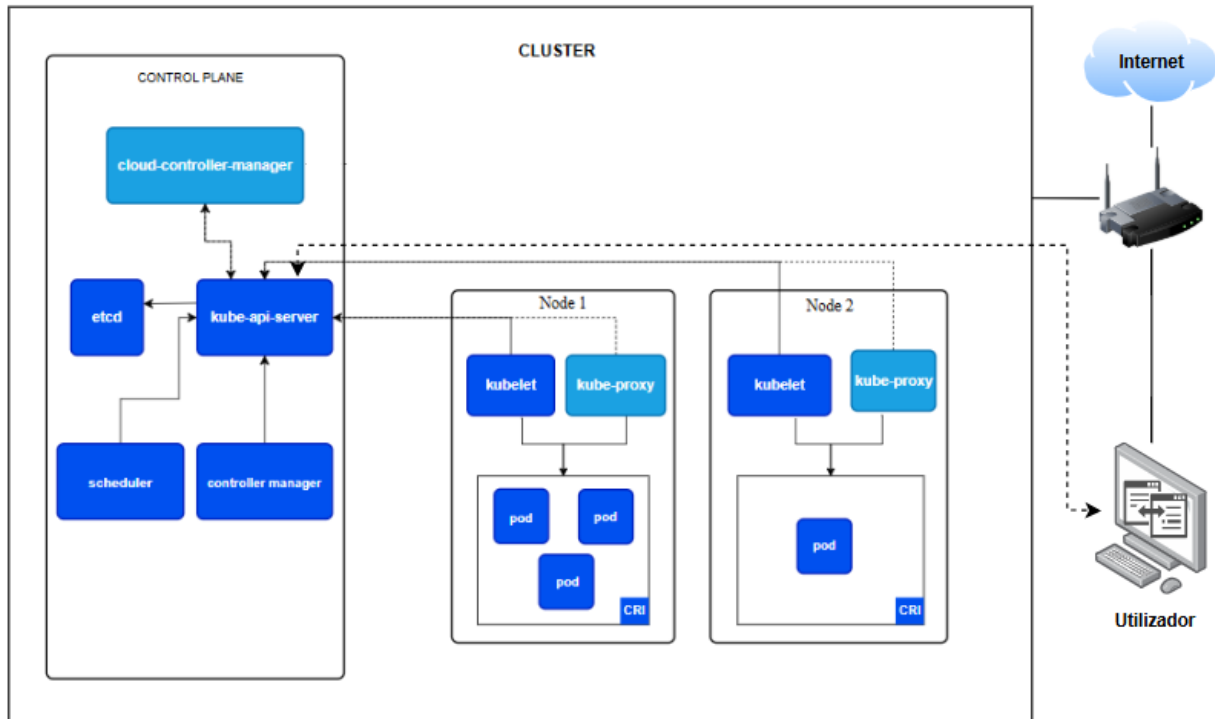 CLUSTER
CONTROL PLANE
cloud-controller-manager
etcd
kube-api-server
scheduler
controller manager
Node 1
kubelet
kube-proxy
pod
pod
pod
CRI
Node 2
kubelet
kube-proxy
pod
CRI
Internet
Utilizador